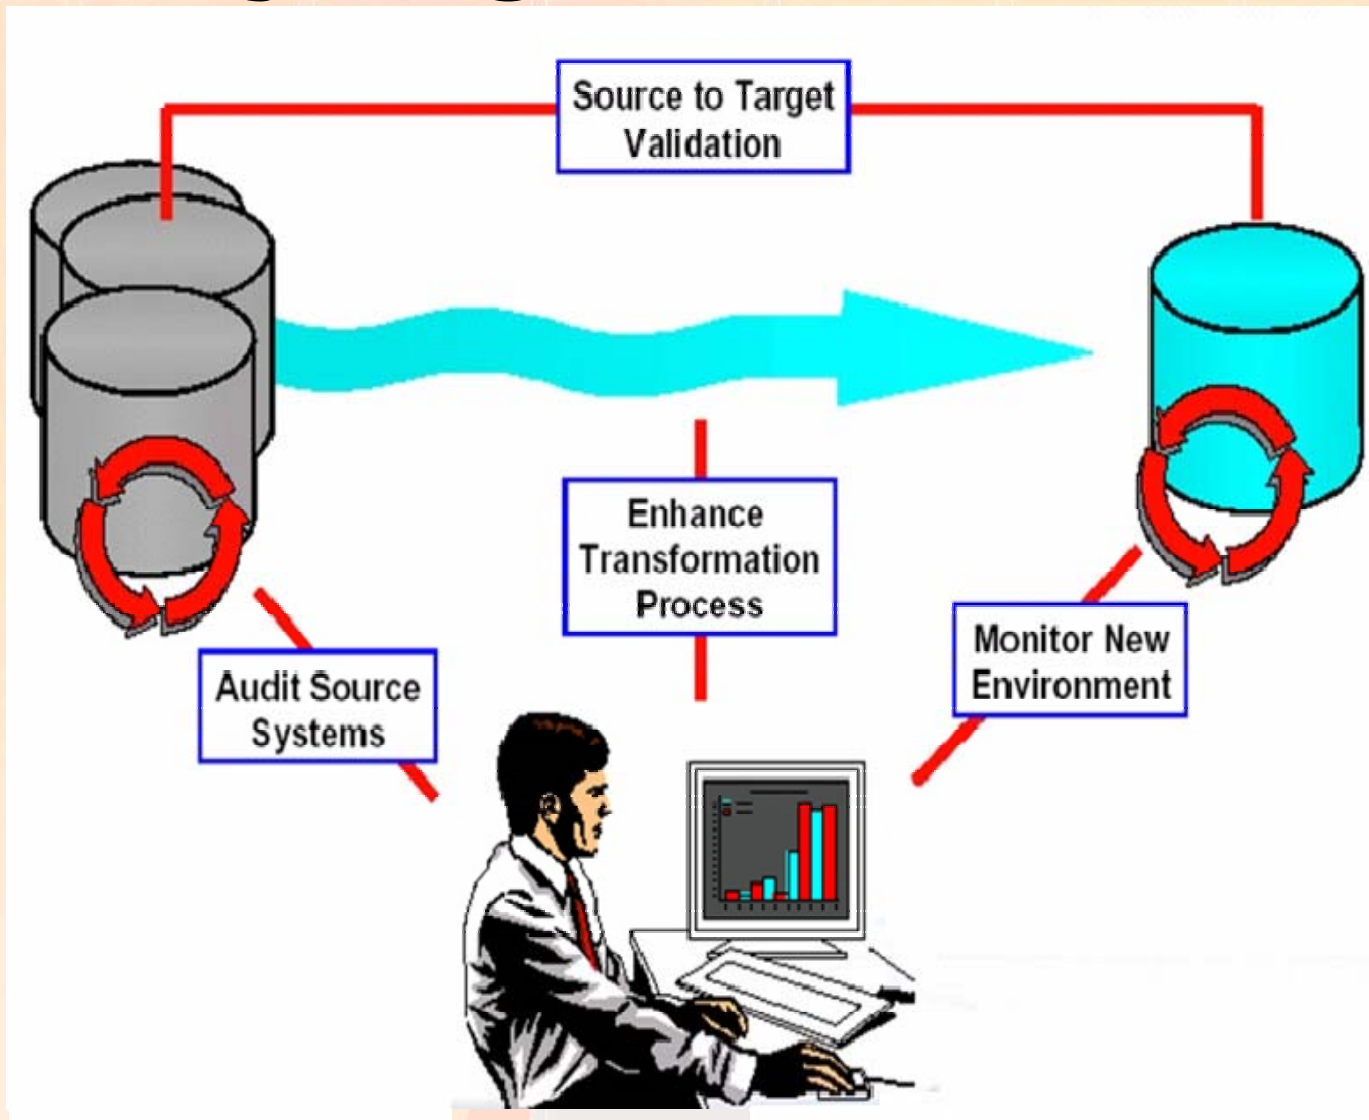 Source to Target
Validation
Enhance
Transformation
Process
Monitor New
Environment
Audit Source
Systems